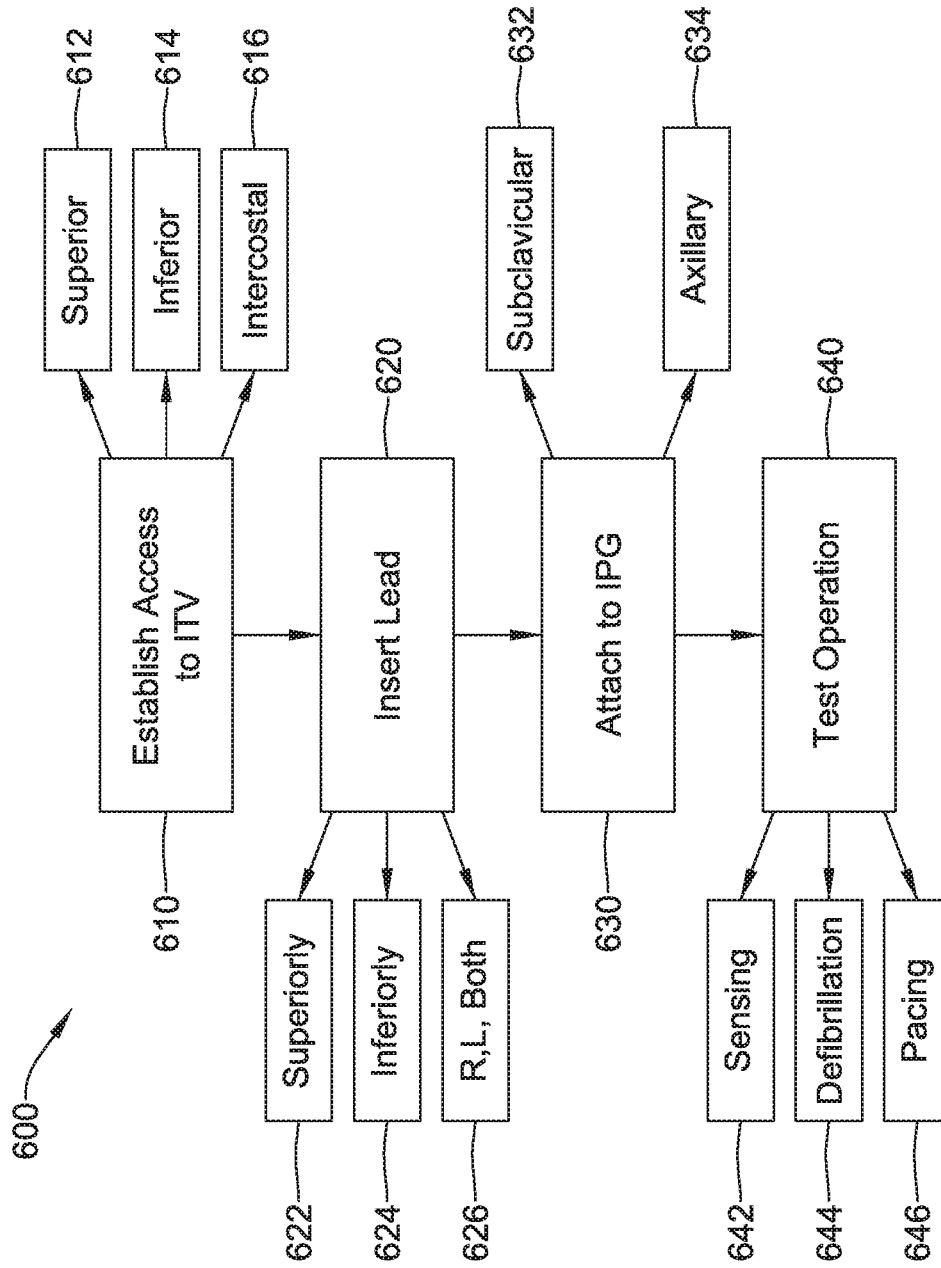 600
610
Establish Access
to ITV
Superior
612
Inferior
614
Intercostal
616
622
Superiorly
624
Inferiorly
626
R,L, Both
Insert Lead
620
630
Attach to IPG
Subclavicular
632
Axillary
634
642
Sensing
644
Defibrillation
646
Pacing
Test Operation
640